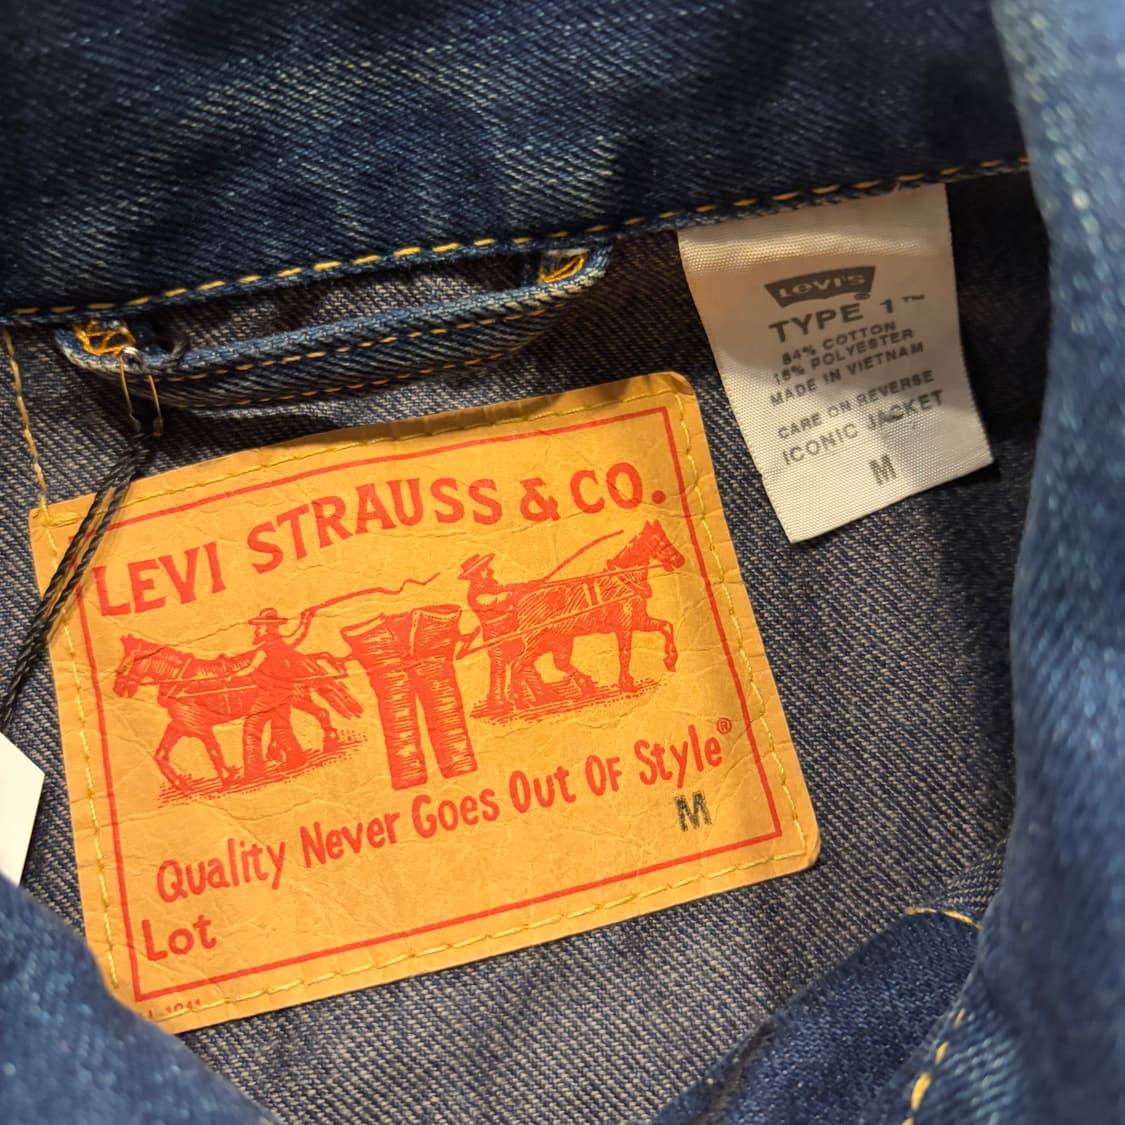 LEVI STRAUSS & CO.
Quality Never Goes Out Of Style®
M
Lot
LEVI'S
TYPE 1™
84% COTTON
16% POLYESTER
MADE IN VIETNAM
CARE ON REVERSE
ICONIC JACKET
M